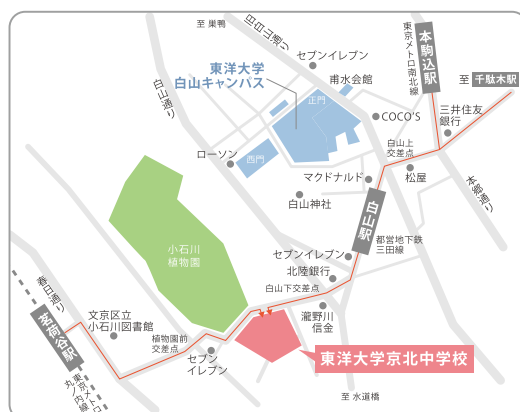 至 巣鴨
旧白山通り
セブンイレブン
東洋大学
白山キャンパス
甫水会館
本駒込駅
東京メトロ南北線
至 千駄木駅
三井住友
銀行
正門
COCO'S
白山通り
西門
ローソン
白山上
交差点
松屋
マクドナルド
白山神社
本郷通り
白山駅
都営地下鉄
三田線
小石川
植物園
セブンイレブン
北陸銀行
白山下交差点
瀧野川
信金
春日通り
茗荷谷駅
文京区立
小石川図書館
植物園前
交差点
セブン
イレブン
東洋大学京北中学校
東京メトロ
丸ノ内線
至 水道橋